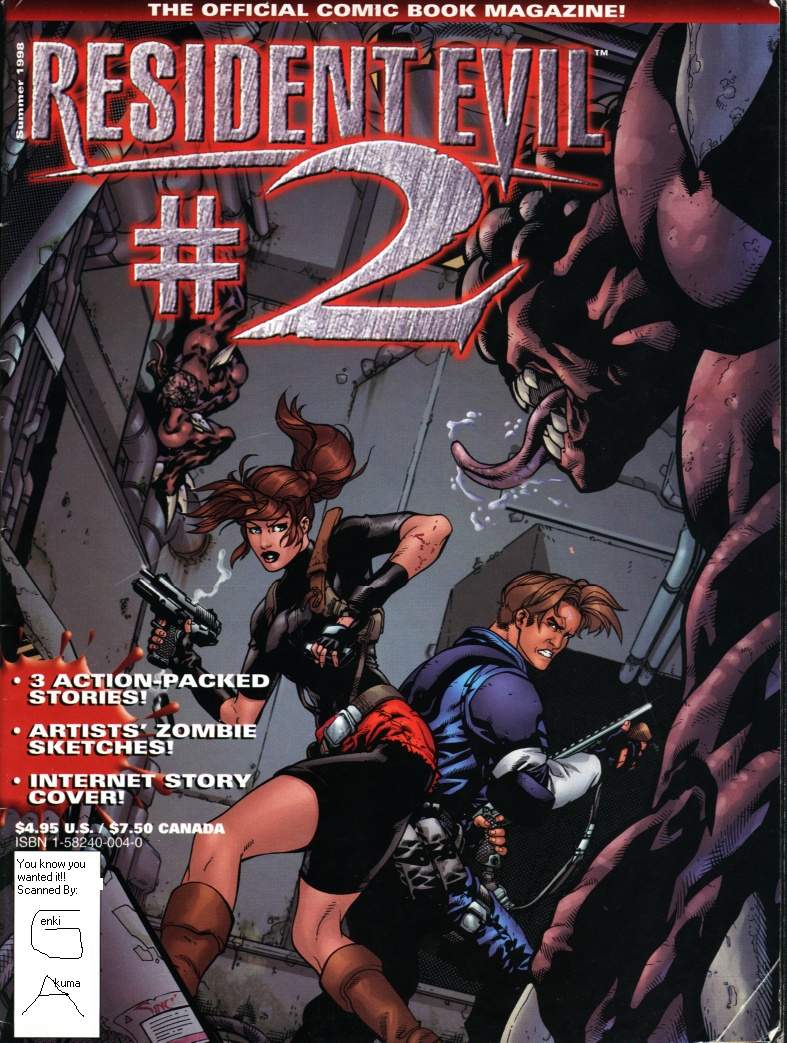 THE OFFICIAL COMIC BOOK MAGAZINE!
Summer 1998
RESIDENT EVIL™
#2
• 3 ACTION-PACKED
STORIES!
• ARTISTS' ZOMBIE
SKETCHES!
• INTERNET STORY
COVER!
$4.95 U.S. / $7.50 CANADA
ISBN 1-58240-004-0
You know you
wanted it!!
Scanned By:
Genki
Akuma